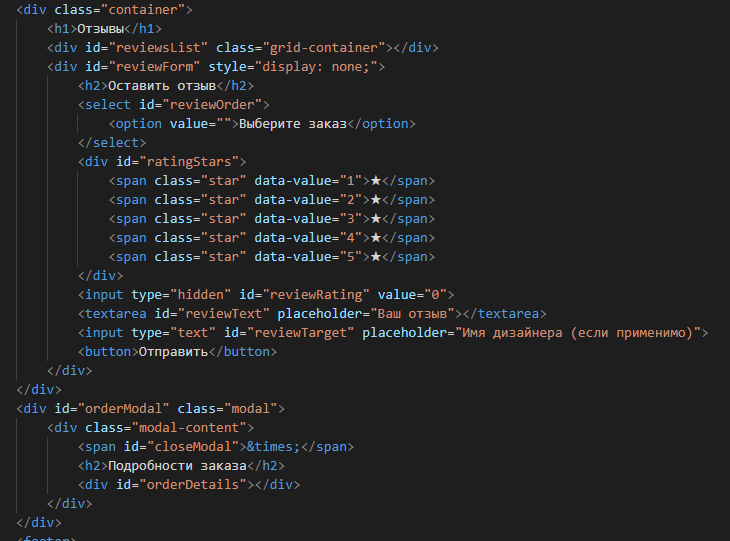 <div class="container">
<h1>Отзывы</h1>
<div id="reviewsList" class="grid-container"></div>
<div id="reviewForm" style="display: none;">
<h2>Оставить отзыв</h2>
<select id="reviewOrder">
<option value="">Выберите заказ</option>
</select>
<div id="ratingStars">
<span class="star" data-value="1">★</span>
<span class="star" data-value="2">★</span>
<span class="star" data-value="3">★</span>
<span class="star" data-value="4">★</span>
<span class="star" data-value="5">★</span>
</div>
<input type="hidden" id="reviewRating" value="0">
<textarea id="reviewText" placeholder="Ваш отзыв"></textarea>
<input type="text" id="reviewTarget" placeholder="Имя дизайнера (если применимо)">
<button>Отправить</button>
</div>
</div>
<div id="orderModal" class="modal">
<div class="modal-content">
<span id="closeModal">&times;</span>
<h2>Подробности заказа</h2>
<div id="orderDetails"></div>
</div>
</div>
<footer>